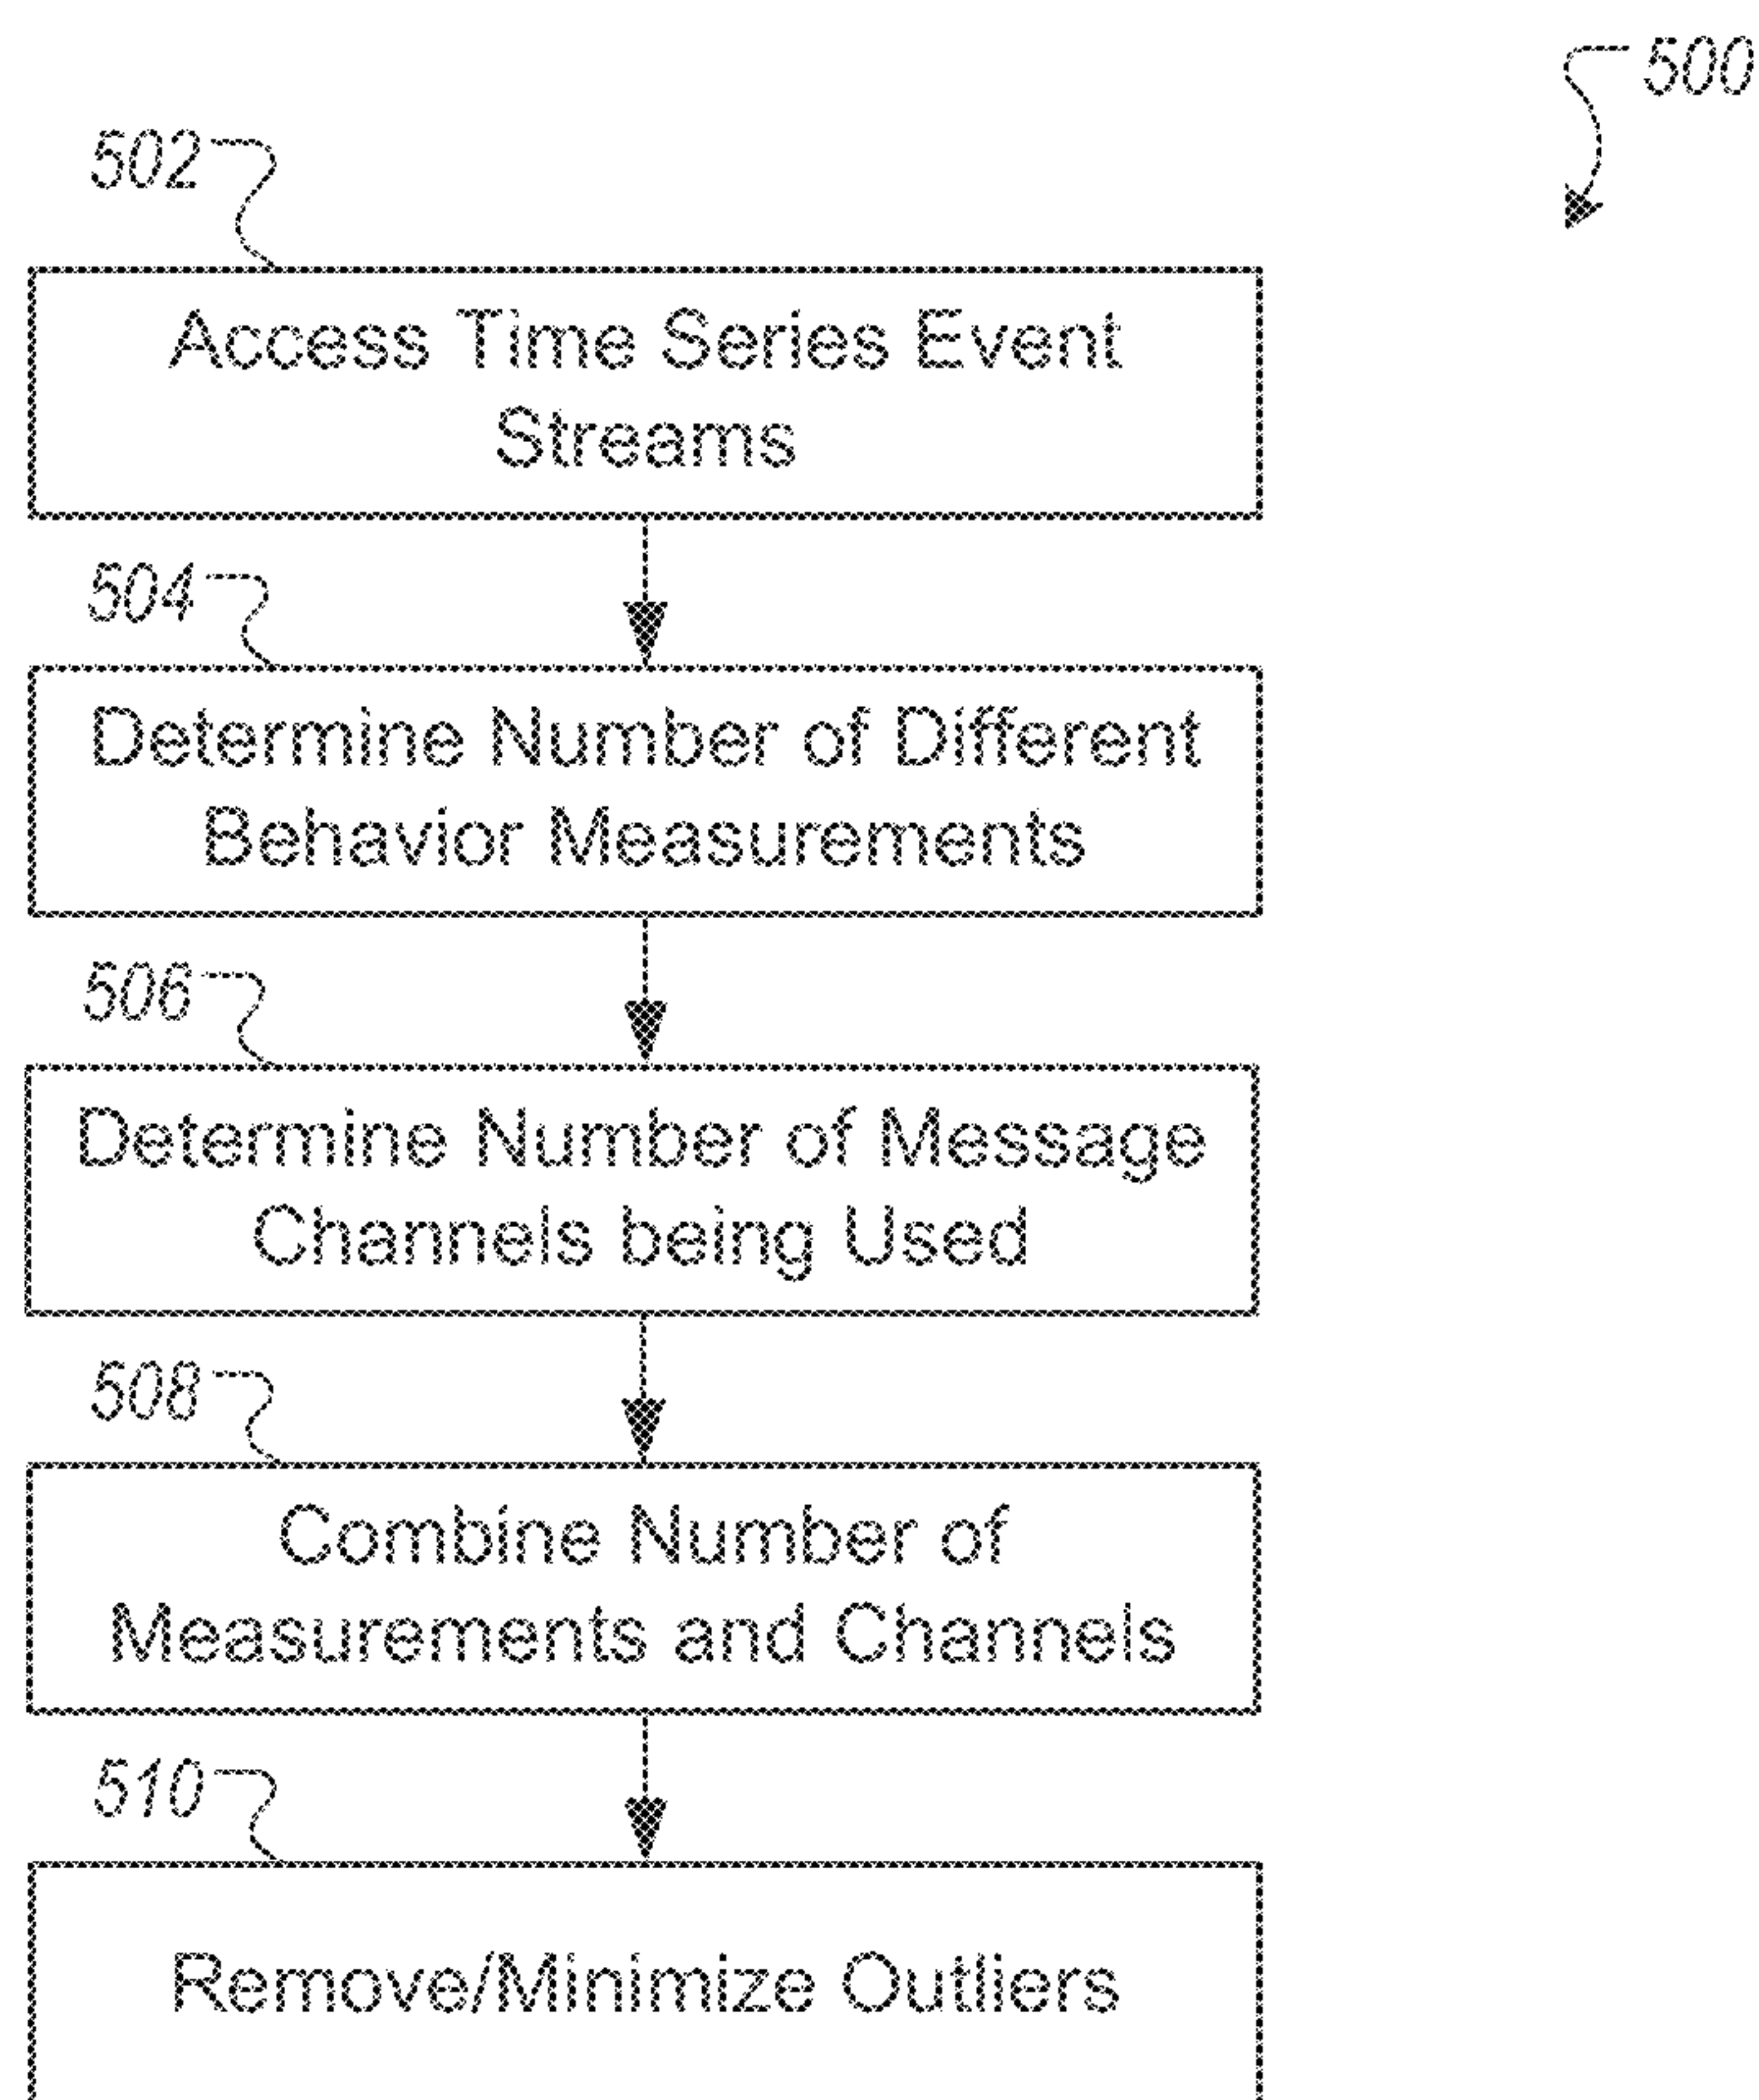 500
502
Access Time Series Event
Streams
504
Determine Number of Different
Behavior Measurements
506
Determine Number of Message
Channels being Used
508
Combine Number of
Measurements and Channels
510
Remove/Minimize Outliers